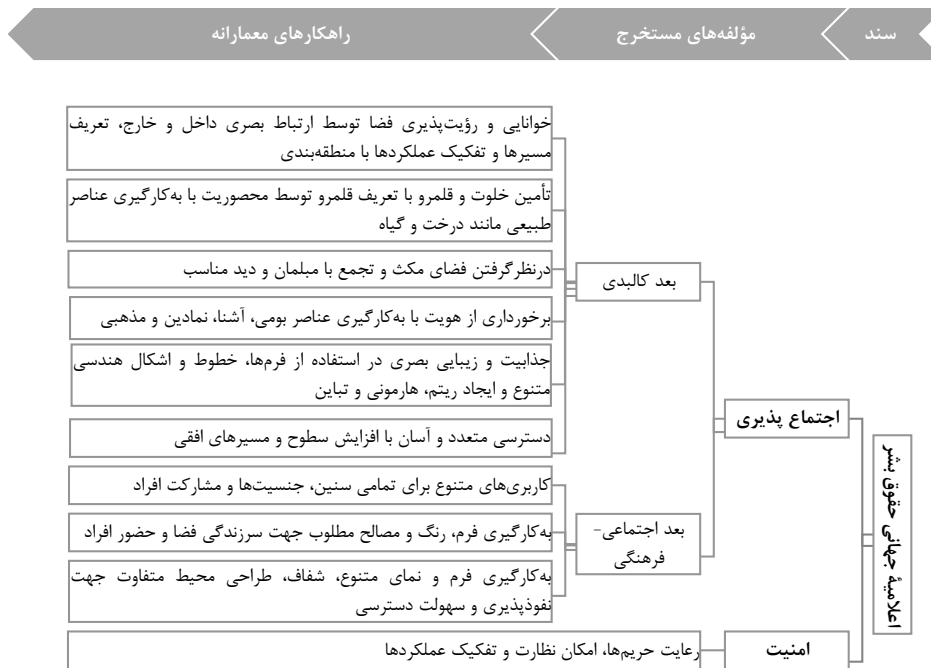 سند
مؤلفه‌های مستخرج
راهکارهای معمارانه
اعلامیۀ جهانی حقوق بشر
اجتماع پذیری
بعد کالبدی
خوانایی و رؤیت‌پذیری فضا توسط ارتباط بصری داخل و خارج، تعریف
مسیرها و تفکیک عملکردها با منطقه‌بندی
تأمین خلوت و قلمرو با تعریف قلمرو توسط محصوریت با به‌کارگیری عناصر
طبیعی مانند درخت و گیاه
درنظرگرفتن فضای مکث و تجمع با مبلمان و دید مناسب
برخورداری از هویت با به‌کارگیری عناصر بومی، آشنا، نمادین و مذهبی
جذابیت و زیبایی بصری در استفاده از فرم‌ها، خطوط و اشکال هندسی
متنوع و ایجاد ریتم، هارمونی و تباین
دسترسی متعدد و آسان با افزایش سطوح و مسیرهای افقی
بعد اجتماعی-
فرهنگی
کاربری‌های متنوع برای تمامی سنین، جنسیت‌ها و مشارکت افراد
به‌کارگیری فرم، رنگ و مصالح مطلوب جهت سرزندگی فضا و حضور افراد
به‌کارگیری فرم و نمای متنوع، شفاف، طراحی محیط متفاوت جهت
نفوذپذیری و سهولت دسترسی
امنیت
رعایت حریم‌ها، امکان نظارت و تفکیک عملکردها